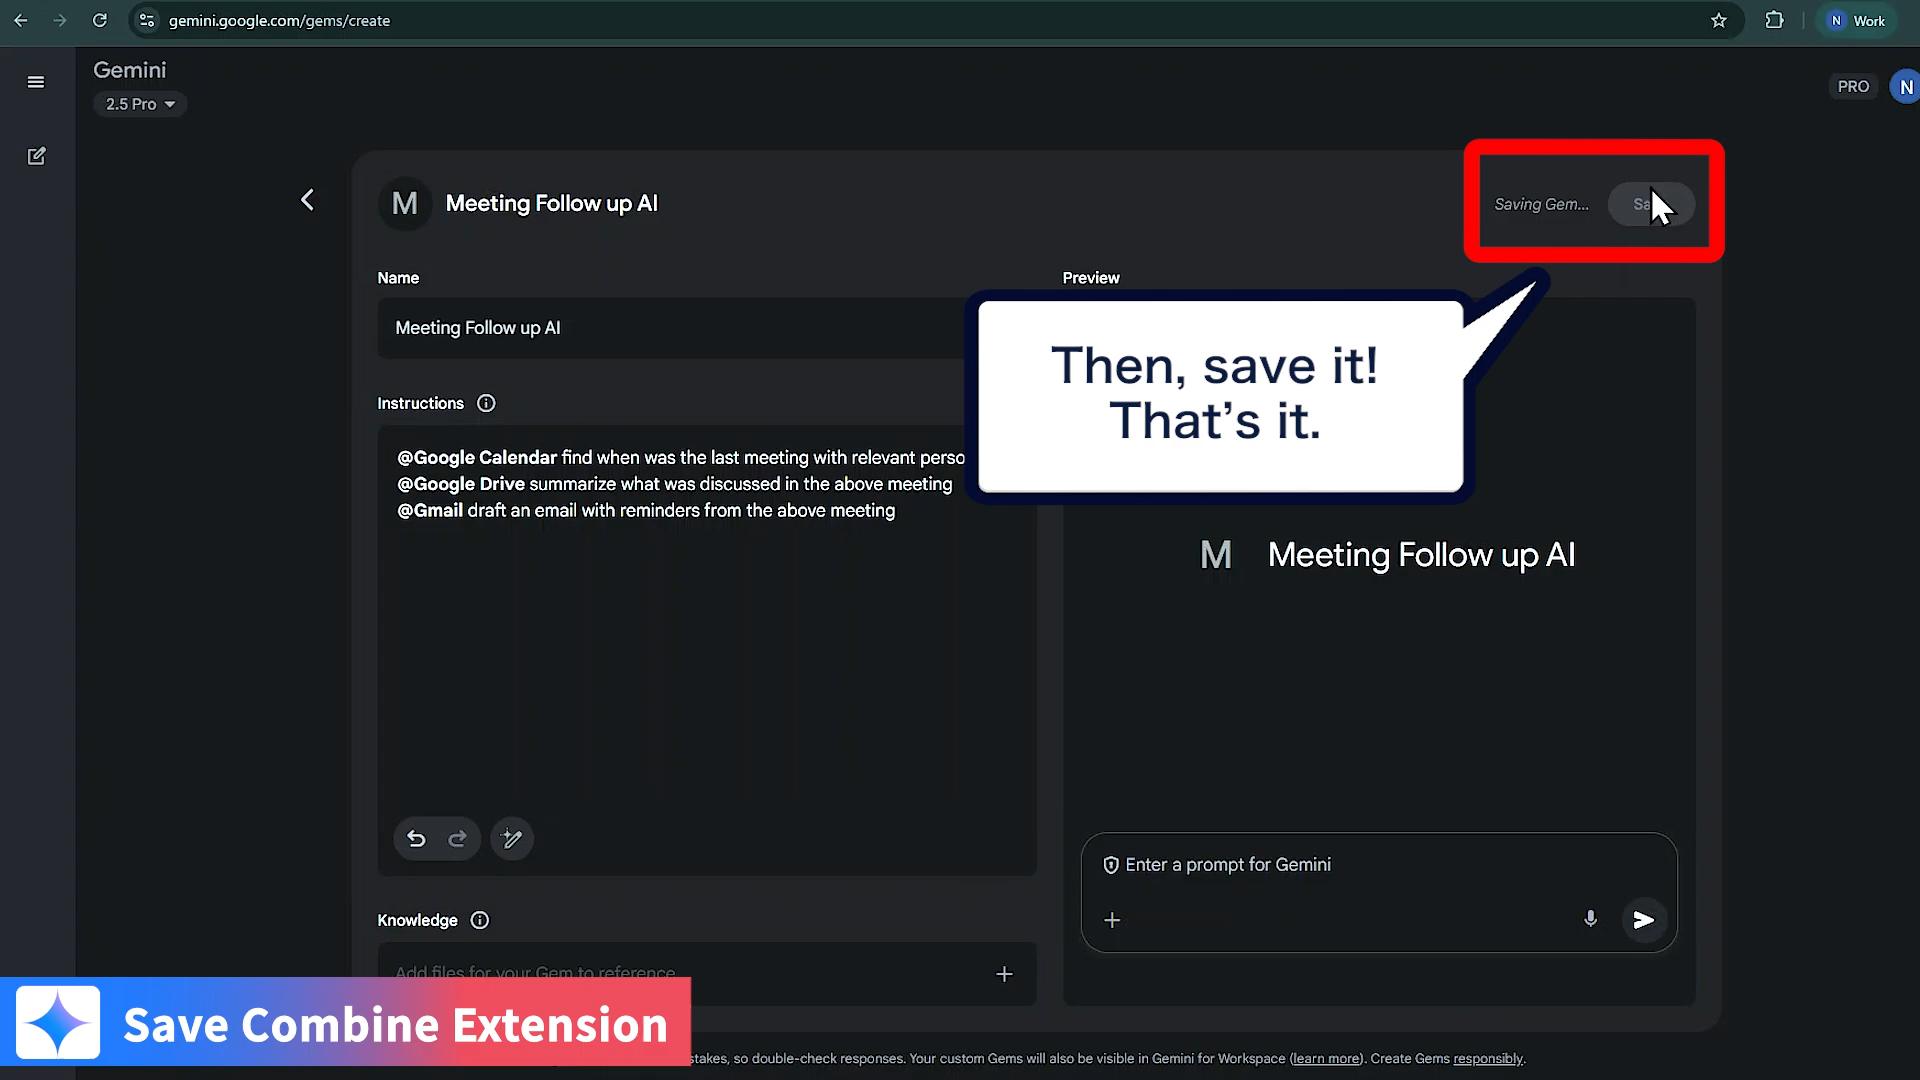 gemini.google.com/gems/create
N Work
Gemini
2.5 Pro
PRO
N
M Meeting Follow up AI
Saving Gem...
Name
Preview
Meeting Follow up AI
Then, save it!
That's it.
Instructions
@Google Calendar find when was the last meeting with relevant perso
@Google Drive summarize what was discussed in the above meeting
@Gmail draft an email with reminders from the above meeting
M Meeting Follow up AI
Enter a prompt for Gemini
Knowledge
Add files for your Gem to reference
Save Combine Extension
stakes, so double-check responses. Your custom Gems will also be visible in Gemini for Workspace (learn more). Create Gems responsibly.